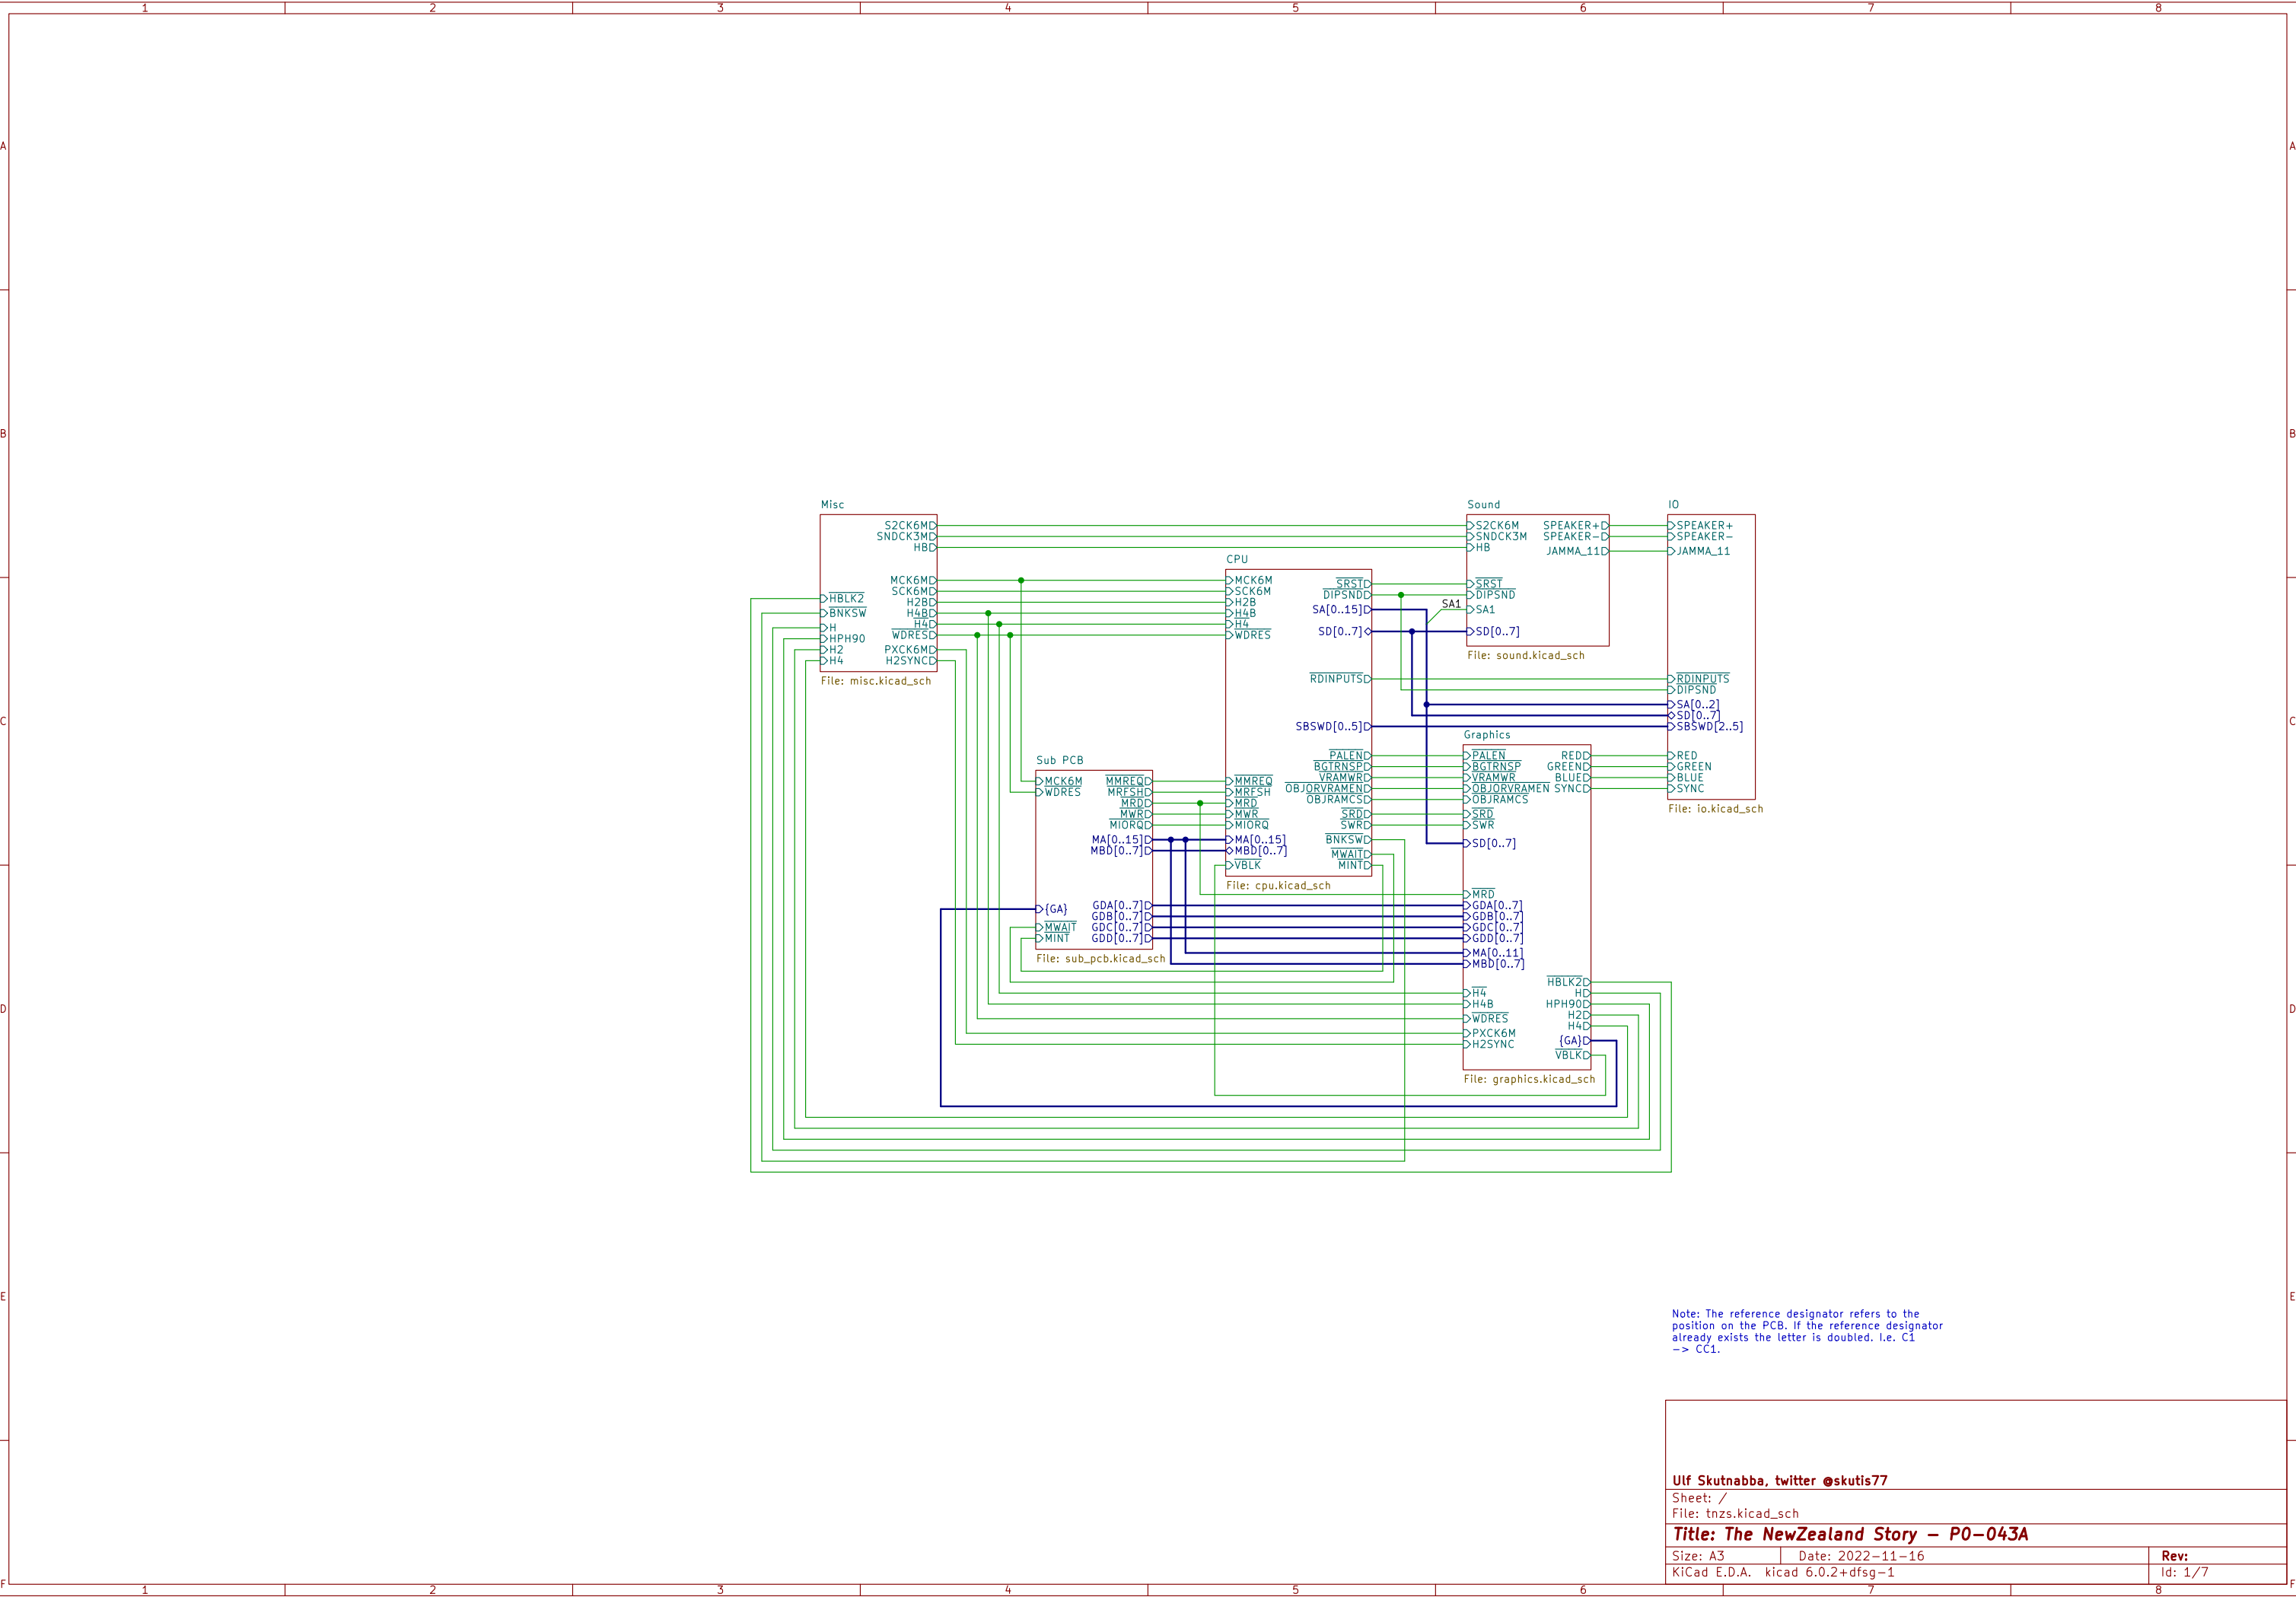 1 2 3 4 5 6 7 8
A A
B B
C C
D D
E E
F F
Misc
S2CK6M
SNDCK3M
HB
MCK6M
SCK6M
H2B
H4B
H4
WDRES
PXCK6M
H2SYNC
HBLK2
BNKSW
H
HPH90
H2
H4
File: misc.kicad_sch
Sub PCB
MCK6M
WDRES
MMREQ
MRFSH
MRD
MWR
MIORQ
MA[0..15]
MBD[0..7]
{GA}
MWAIT
MINT
GDA[0..7]
GDB[0..7]
GDC[0..7]
GDD[0..7]
File: sub_pcb.kicad_sch
CPU
MCK6M
SCK6M
H2B
H4B
H4
WDRES
MMREQ
MRFSH
MRD
MWR
MIORQ
MA[0..15]
MBD[0..7]
VBLK
SRST
DIPSND
SA[0..15]
SD[0..7]
RDINPUTS
SBSWD[0..5]
PALEN
BGTRNSP
VRAMWR
OBJORVRAMEN
OBJRAMCS
SRD
SWR
BNKSW
MWAIT
MINT
File: cpu.kicad_sch
Sound
S2CK6M
SNDCK3M
HB
SRST
DIPSND
SA1
SA1
SD[0..7]
SPEAKER+
SPEAKER-
JAMMA_11
File: sound.kicad_sch
IO
SPEAKER+
SPEAKER-
JAMMA_11
RDINPUTS
DIPSND
SA[0..2]
SD[0..7]
SBSWD[2..5]
RED
GREEN
BLUE
SYNC
File: io.kicad_sch
Graphics
PALEN
BGTRNSP
VRAMWR
OBJORVRAMEN
OBJRAMCS
SRD
SWR
SD[0..7]
MRD
GDA[0..7]
GDB[0..7]
GDC[0..7]
GDD[0..7]
MA[0..11]
MBD[0..7]
H4
H4B
WDRES
PXCK6M
H2SYNC
RED
GREEN
BLUE
SYNC
HBLK2
H
HPH90
H2
H4
{GA}
VBLK
File: graphics.kicad_sch
Note: The reference designator refers to the
position on the PCB. If the reference designator
already exists the letter is doubled. I.e. C1
-> CC1.
Ulf Skutnabba, twitter @skutis77
Sheet: /
File: tnzs.kicad_sch
Title: The NewZealand Story - P0-043A
Size: A3 Date: 2022-11-16 Rev:
KiCad E.D.A. kicad 6.0.2+dfsg-1 Id: 1/7
1 2 3 4 5 6 7 8